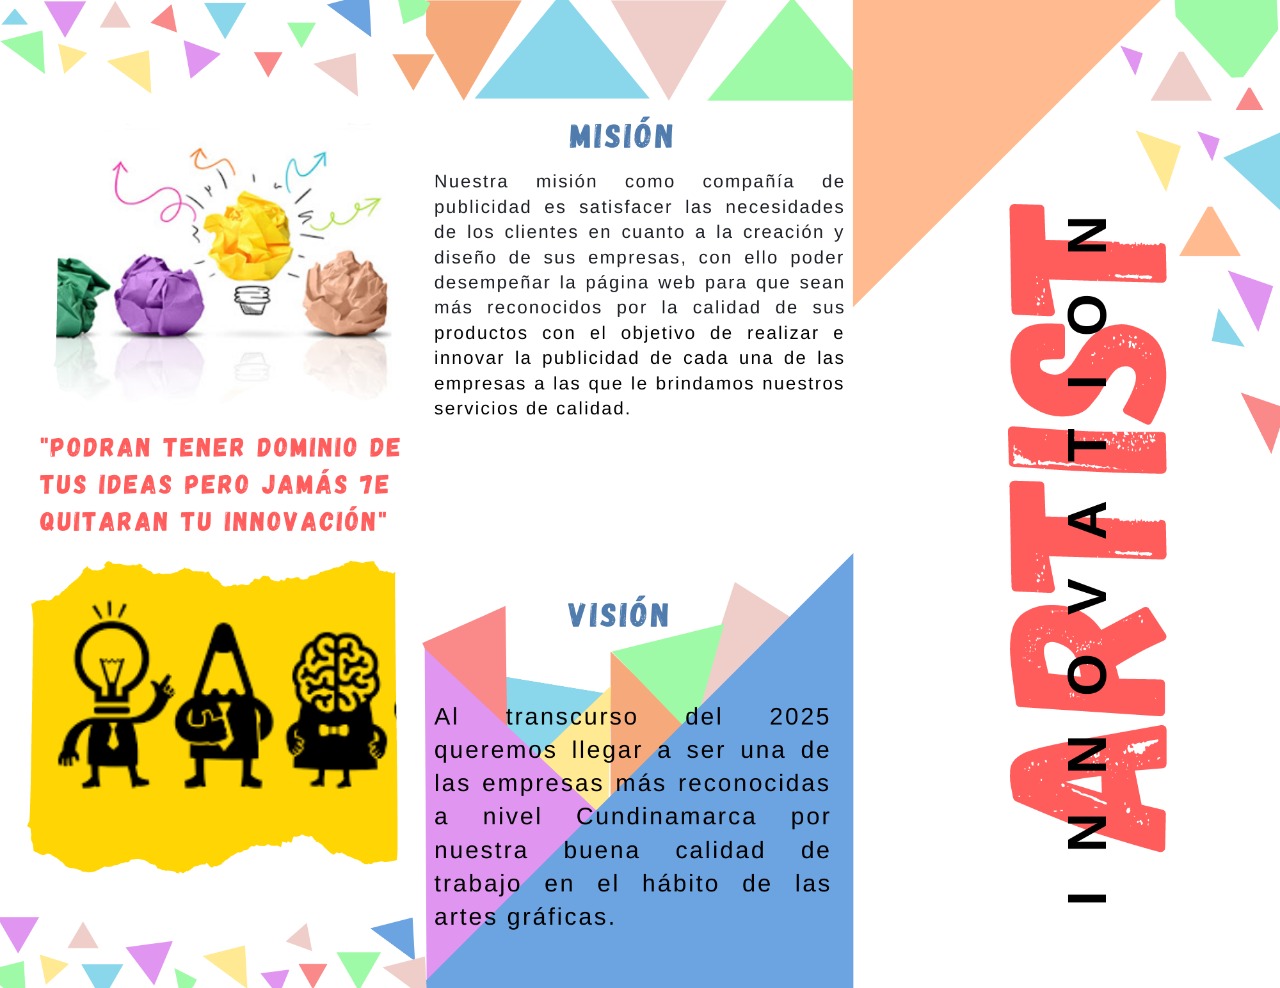 "PODRAN TENER DOMINIO DE
TUS IDEAS PERO JAMÁS 7E
QUITARAN TU INNOVACIÓN"
MISIÓN
Nuestra misión como compañía de
publicidad es satisfacer las necesidades
de los clientes en cuanto a la creación y
diseño de sus empresas, con ello poder
desempeñar la página web para que sean
más reconocidos por la calidad de sus
productos con el objetivo de realizar e
innovar la publicidad de cada una de las
empresas a las que le brindamos nuestros
servicios de calidad.
VISIÓN
Al transcurso del 2025
queremos llegar a ser una de
las empresas más reconocidas
a nivel Cundinamarca por
nuestra buena calidad de
trabajo en el hábito de las
artes gráficas.
ARTIST
INNOVATION